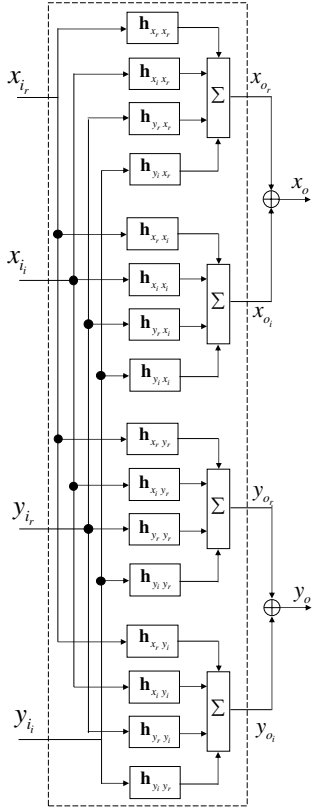 h_{x_r x_r}
x_{i_r}
h_{x_i x_r}
Σ
x_{o_r}
h_{y_r x_r}
h_{y_i x_r}
x_o
h_{x_r x_i}
x_{i_i}
h_{x_i x_i}
Σ
x_{o_i}
h_{y_r x_i}
h_{y_i x_i}
h_{x_r y_r}
h_{x_i y_r}
Σ
y_{o_r}
y_{i_r}
h_{y_r y_r}
h_{y_i y_r}
y_o
h_{x_r y_i}
h_{x_i y_i}
Σ
y_{o_i}
y_{i_i}
h_{y_r y_i}
h_{y_i y_r}